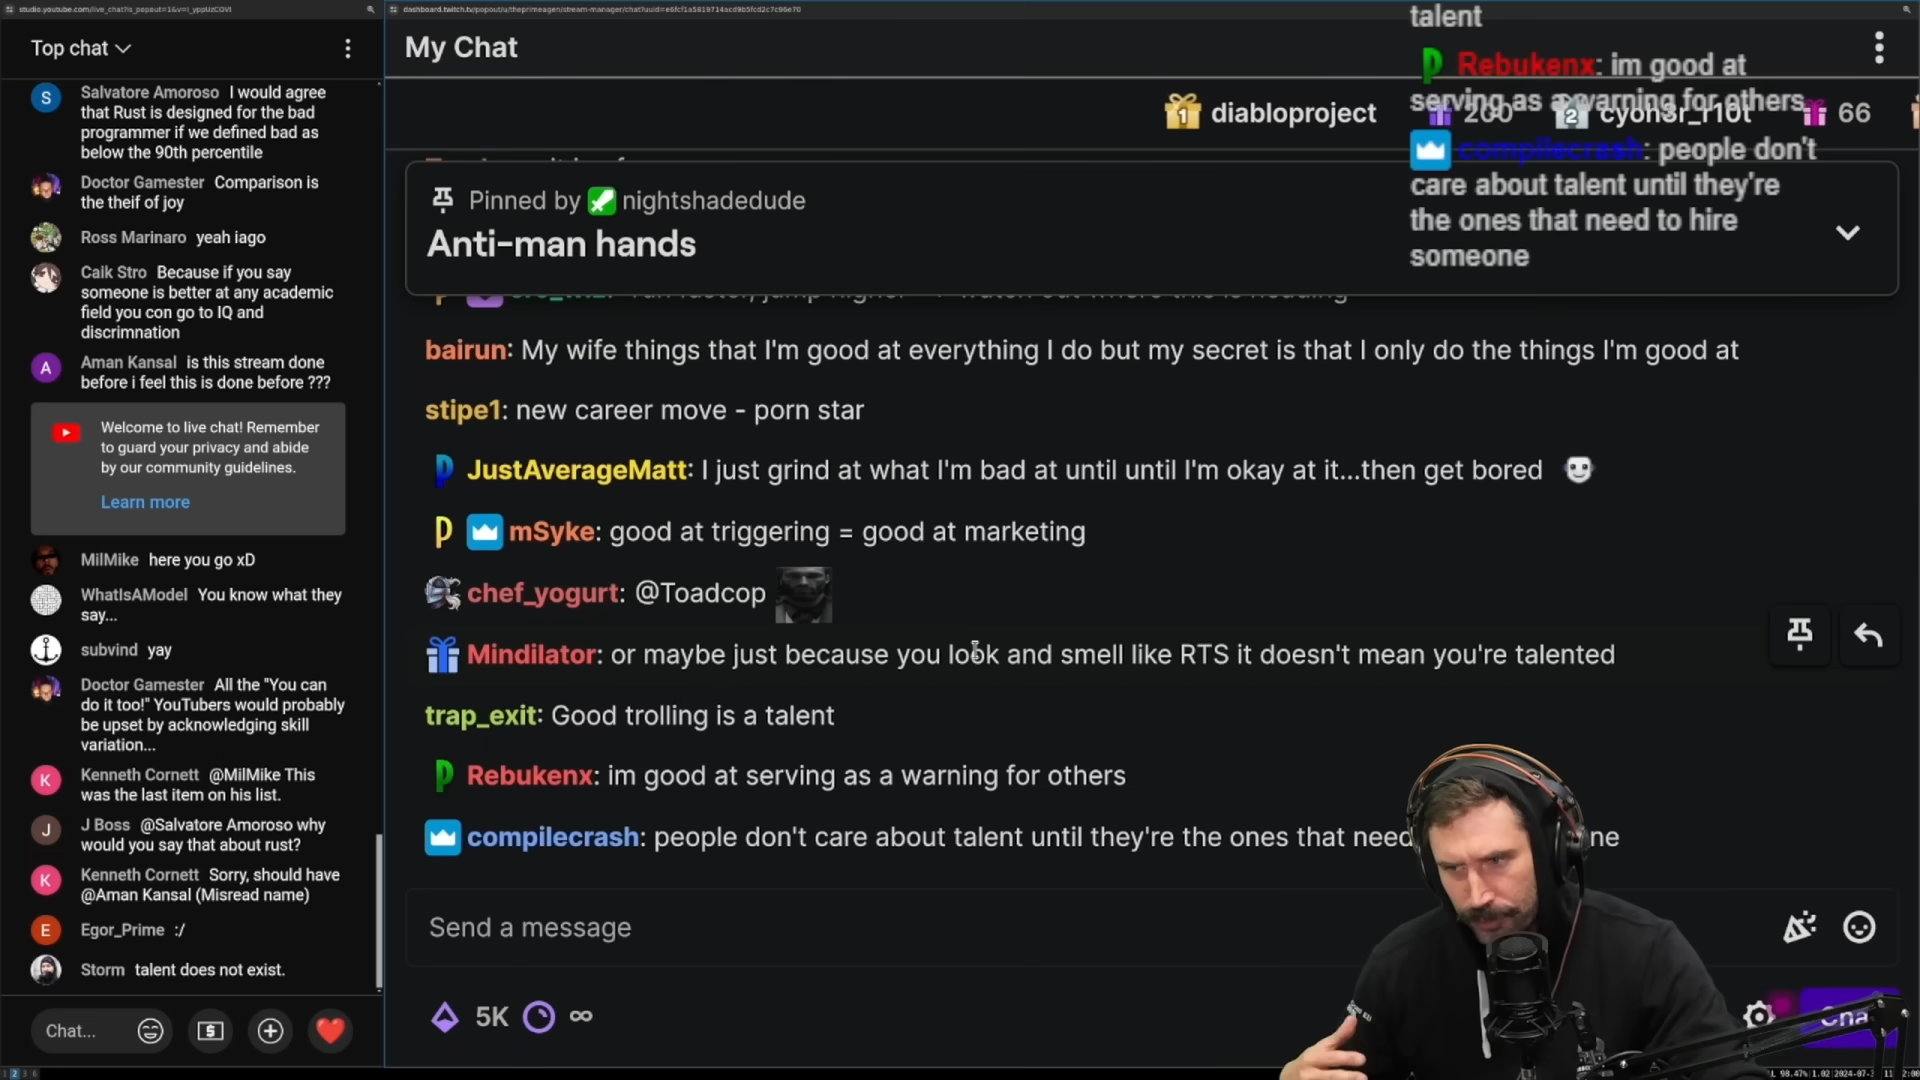 studio.youtube.com/live_chat?is_popout=1&v=i_yppUzCOVI
Top chat
Salvatore Amoroso I would agree
that Rust is designed for the bad
programmer if we defined bad as
below the 90th percentile
Doctor Gamester Comparison is
the theif of joy
Ross Marinaro yeah iago
Caik Stro Because if you say
someone is better at any academic
field you con go to IQ and
discrimnation
Aman Kansal is this stream done
before i feel this is done before ???
Welcome to live chat! Remember
to guard your privacy and abide
by our community guidelines.
Learn more
MilMike here you go xD
WhatIsAModel You know what they
say...
subvind yay
Doctor Gamester All the "You can
do it too!" YouTubers would probably
be upset by acknowledging skill
variation...
Kenneth Cornett @MilMike This
was the last item on his list.
J Boss @Salvatore Amoroso why
would you say that about rust?
Kenneth Cornett Sorry, should have
@Aman Kansal (Misread name)
Egor_Prime :/
Storm talent does not exist.
Chat...
My Chat
diabloproject 200 2 cyon3r_r10t 66
Pinned by nightshadedude
Anti-man hands
bairun: My wife things that I'm good at everything I do but my secret is that I only do the things I'm good at
stipe1: new career move - porn star
JustAverageMatt: I just grind at what I'm bad at until until I'm okay at it...then get bored
mSyke: good at triggering = good at marketing
chef_yogurt: @Toadcop
Mindilator: or maybe just because you look and smell like RTS it doesn't mean you're talented
trap_exit: Good trolling is a talent
Rebukenx: im good at serving as a warning for others
compilecrash: people don't care about talent until they're the ones that need
Send a message
5K ∞
talent
Rebukenx: im good at
serving as a warning for others
compilecrash: people don't
care about talent until they're
the ones that need to hire
someone